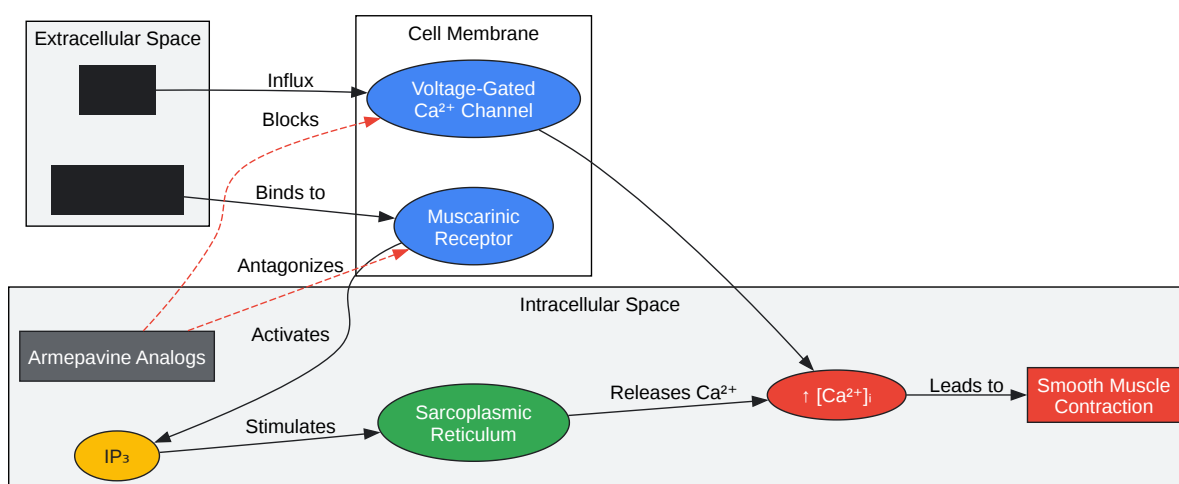 Extracellular Space
Cell Membrane
Influx
Voltage-Gated
Ca²⁺ Channel
Blocks
Binds to
Muscarinic
Receptor
Antagonizes
Intracellular Space
Armepavine Analogs
Activates
Releases Ca²⁺
↑ [Ca²⁺]ᵢ
Leads to
Smooth Muscle
Contraction
Sarcoplasmic
Reticulum
Stimulates
IP₃